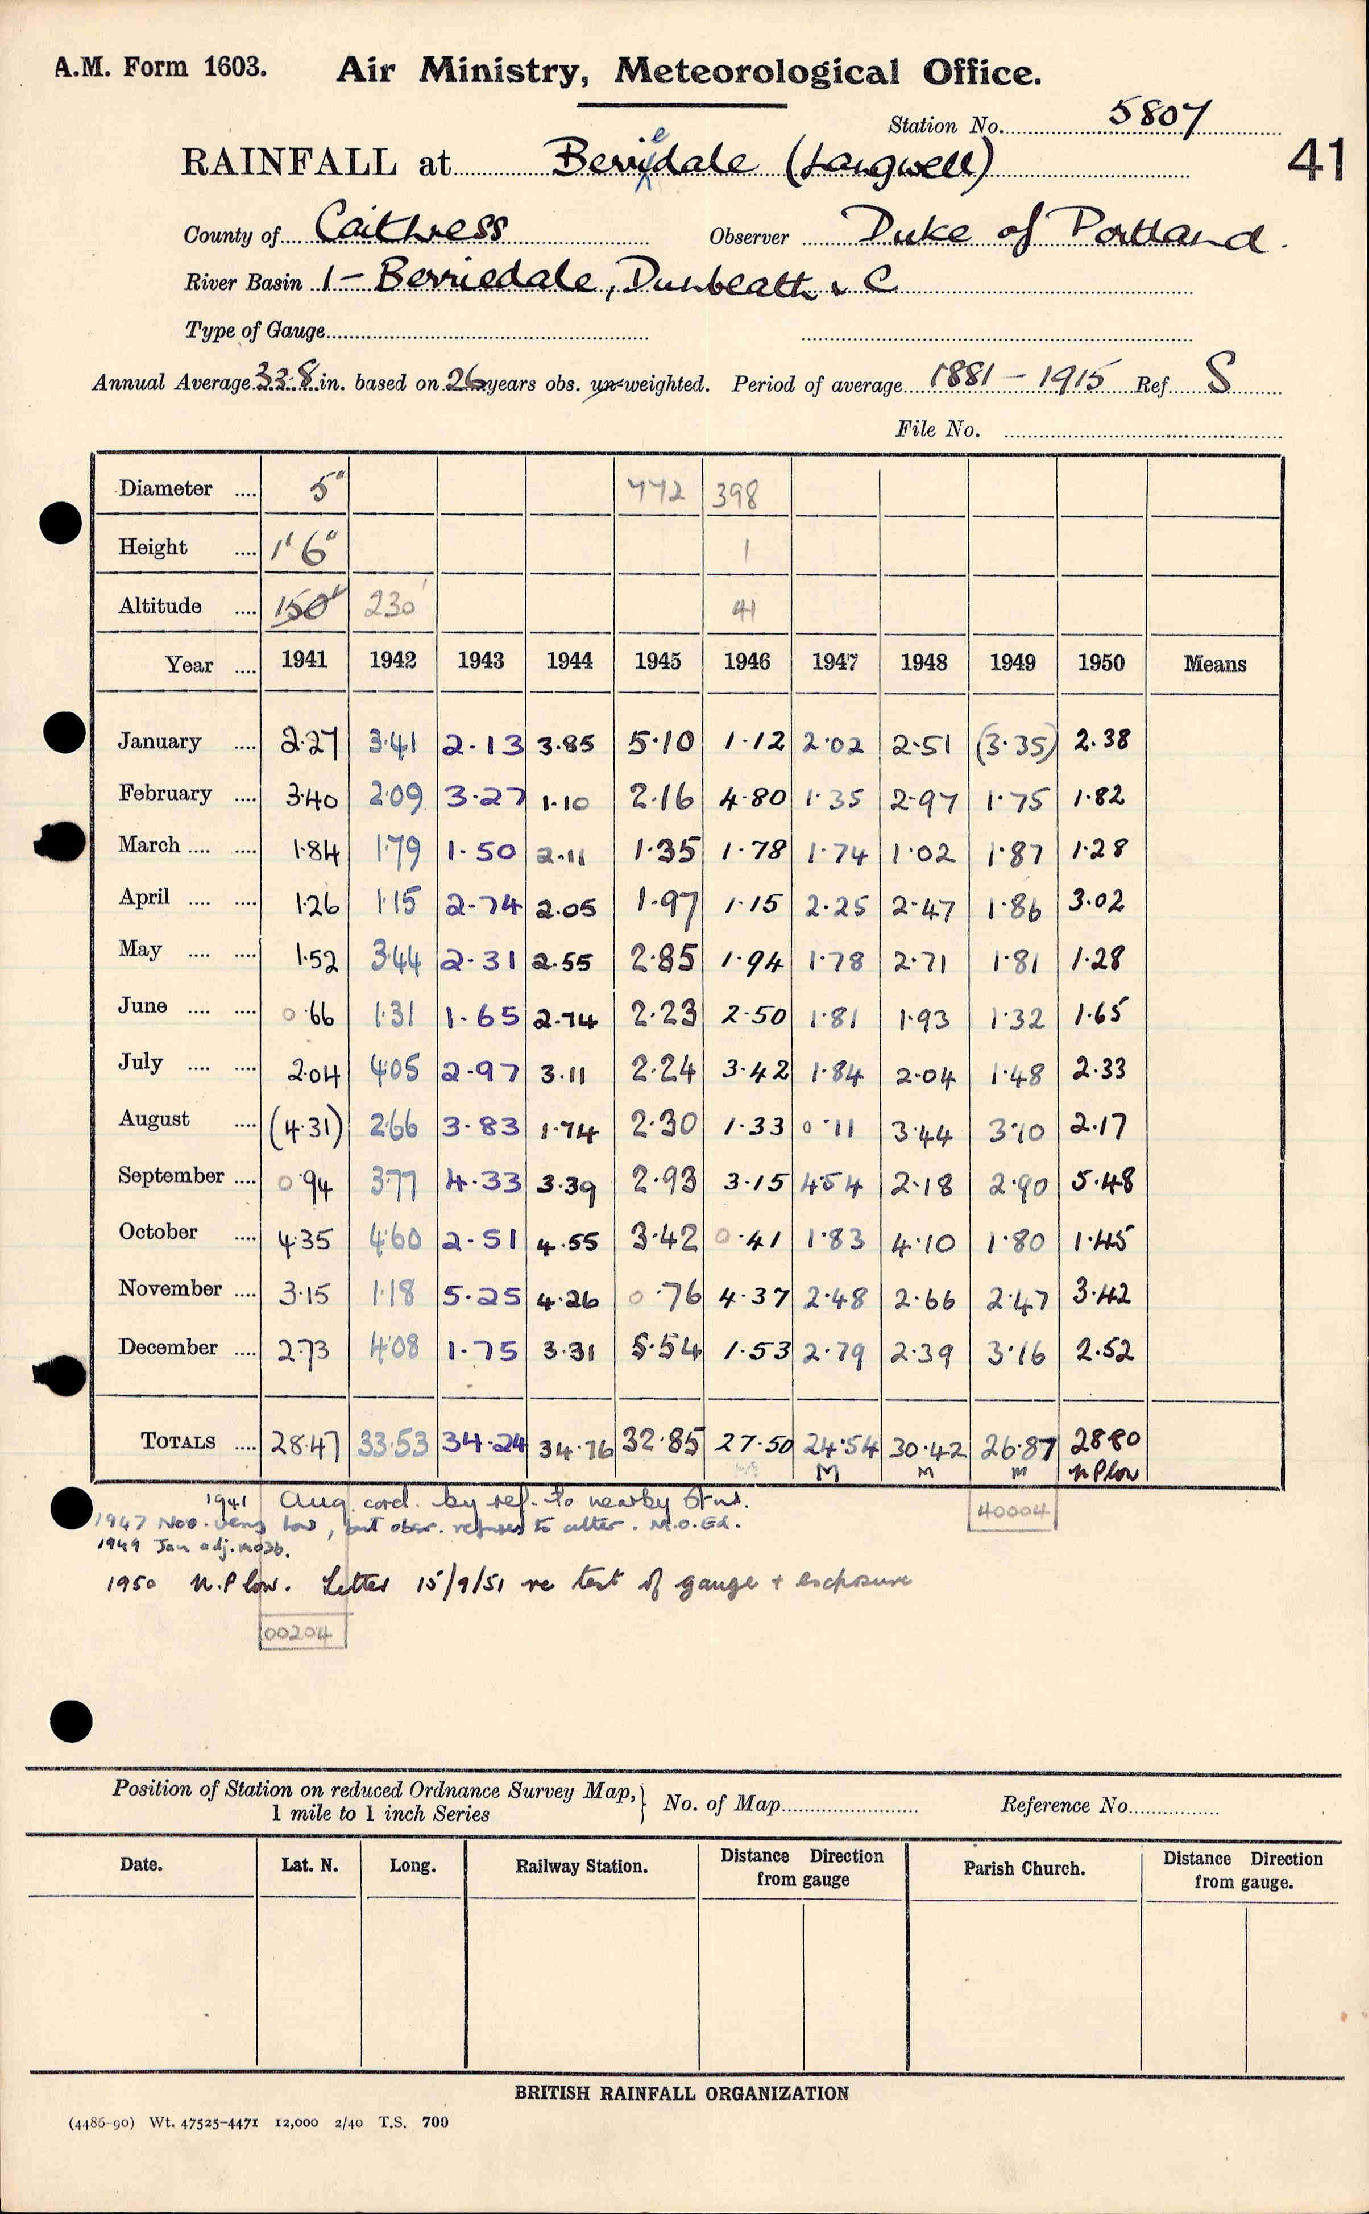 A.M. Form 1603. Air Ministry, Meteorological Office.
Station No. 5807
RAINFALL at Berriedale (Langwell) 41
County of Caithness Observer Duke of Portland.
River Basin 1 – Berriedale, Dunbeath & C
Type of Gauge
Annual Average 33.8 in. based on 26 years obs. un-weighted. Period of average 1881 – 1915 Ref S
File No.
Diameter .... 5" 772 398
Height .... 1' 6" 1
Altitude .... 150' 230' 41
Year .... 1941 1942 1943 1944 1945 1946 1947 1948 1949 1950 Means
January .... 2.27 3.41 2.13 3.85 5.10 1.12 2.02 2.51 (3.35) 2.38
February .... 3.40 2.09 3.27 1.10 2.16 4.80 1.35 2.97 1.75 1.82
March .... .... 1.84 1.79 1.50 2.11 1.35 1.78 1.74 1.02 1.87 1.28
April .... .... 1.26 1.15 2.74 2.05 1.97 1.15 2.25 2.47 1.86 3.02
May .... .... 1.52 3.44 2.31 2.55 2.85 1.94 1.78 2.71 1.81 1.28
June .... .... 0.66 1.31 1.65 2.74 2.23 2.50 1.81 1.93 1.32 1.65
July .... .... 2.04 4.05 2.97 3.11 2.24 3.42 1.84 2.04 1.48 2.33
August .... (4.31) 2.66 3.83 1.74 2.30 1.33 0.11 3.44 3.10 2.17
September .... 0.94 3.77 4.33 3.39 2.93 3.15 4.54 2.18 2.90 5.48
October .... 4.35 4.60 2.51 4.55 3.42 0.41 1.83 4.10 1.80 1.45
November .... 3.15 1.18 5.25 4.26 0.76 4.37 2.48 2.66 2.47 3.42
December .... 2.73 4.08 1.75 3.31 5.54 1.53 2.79 2.39 3.16 2.52
TOTALS .... 28.47 33.53 34.24 34.76 32.85 27.50 24.54 30.42 26.87 28.80
M M M N P low
1941 Aug cord. by ref. to nearby Stns. 40004
1947 Nov. very low, but obsr. refuses to alter. M.O.Ed.
1949 Jan adj. MO3b.
1950 N.P low. Letter 15/9/51 re test of gauge + enclosure
00204
Position of Station on reduced Ordnance Survey Map, } No. of Map Reference No.
1 mile to 1 inch Series
Date. Lat. N. Long. Railway Station. Distance Direction from gauge Parish Church. Distance Direction from gauge.
BRITISH RAINFALL ORGANIZATION
(4486-90) Wt. 47525-4471 12,000 2/40 T.S. 700